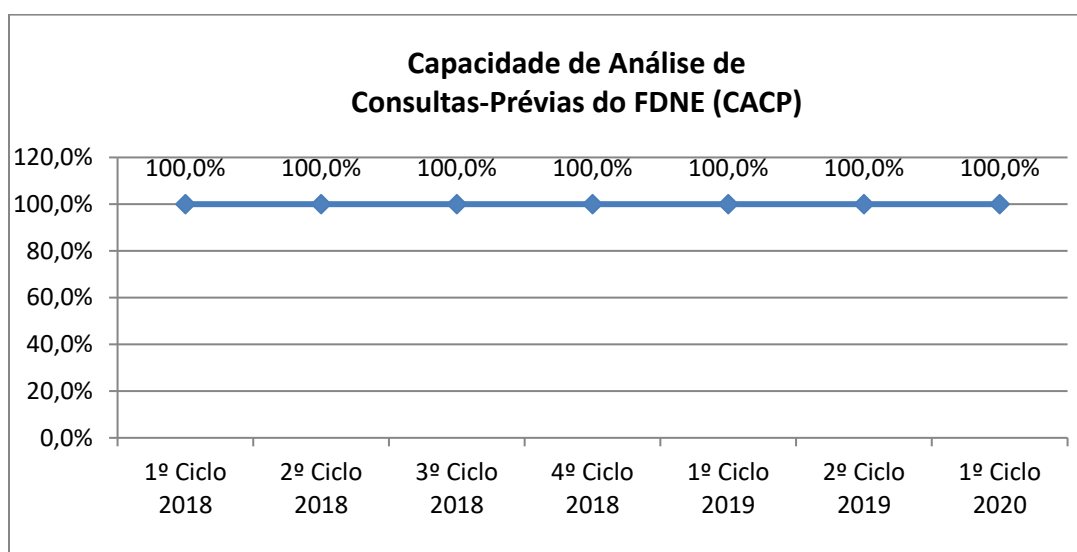 Capacidade de Análise de
Consultas-Prévias do FDNE (CACP)
120,0%
100,0% 100,0% 100,0% 100,0% 100,0% 100,0% 100,0%
100,0%
80,0%
60,0%
40,0%
20,0%
0,0%
1º Ciclo 2º Ciclo 3º Ciclo 4º Ciclo 1º Ciclo 2º Ciclo 1º Ciclo
2018 2018 2018 2018 2019 2019 2020